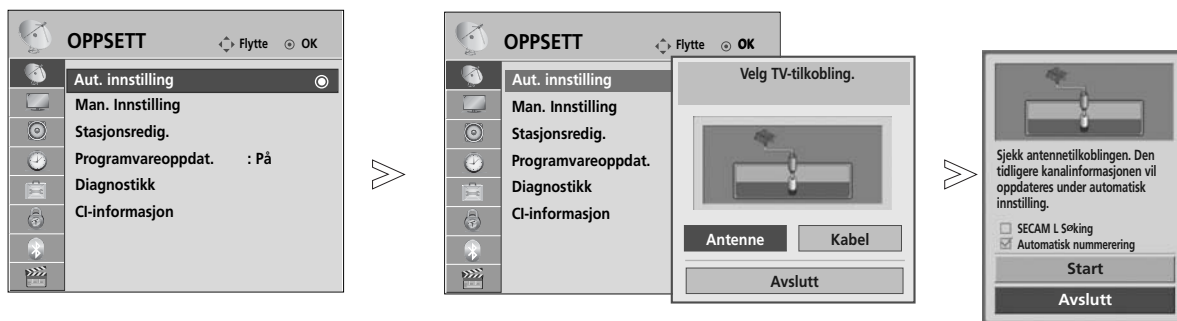 OPPSETT Flytte OK
Aut. innstilling
Man. Innstilling
Stasjonsredig.
Programvareoppdat. : På
Diagnostikk
CI-informasjon
OPPSETT Flytte OK
Aut. innstilling
Man. Innstilling
Stasjonsredig.
Programvareoppdat.
Diagnostikk
CI-informasjon
Velg TV-tilkobling.
Antenne Kabel
Avslutt
Sjekk antennetilkoblingen. Den
tidligere kanalinformasjonen vil
oppdateres under automatisk
innstilling.
SECAM L Søking
Automatisk nummerering
Start
Avslutt